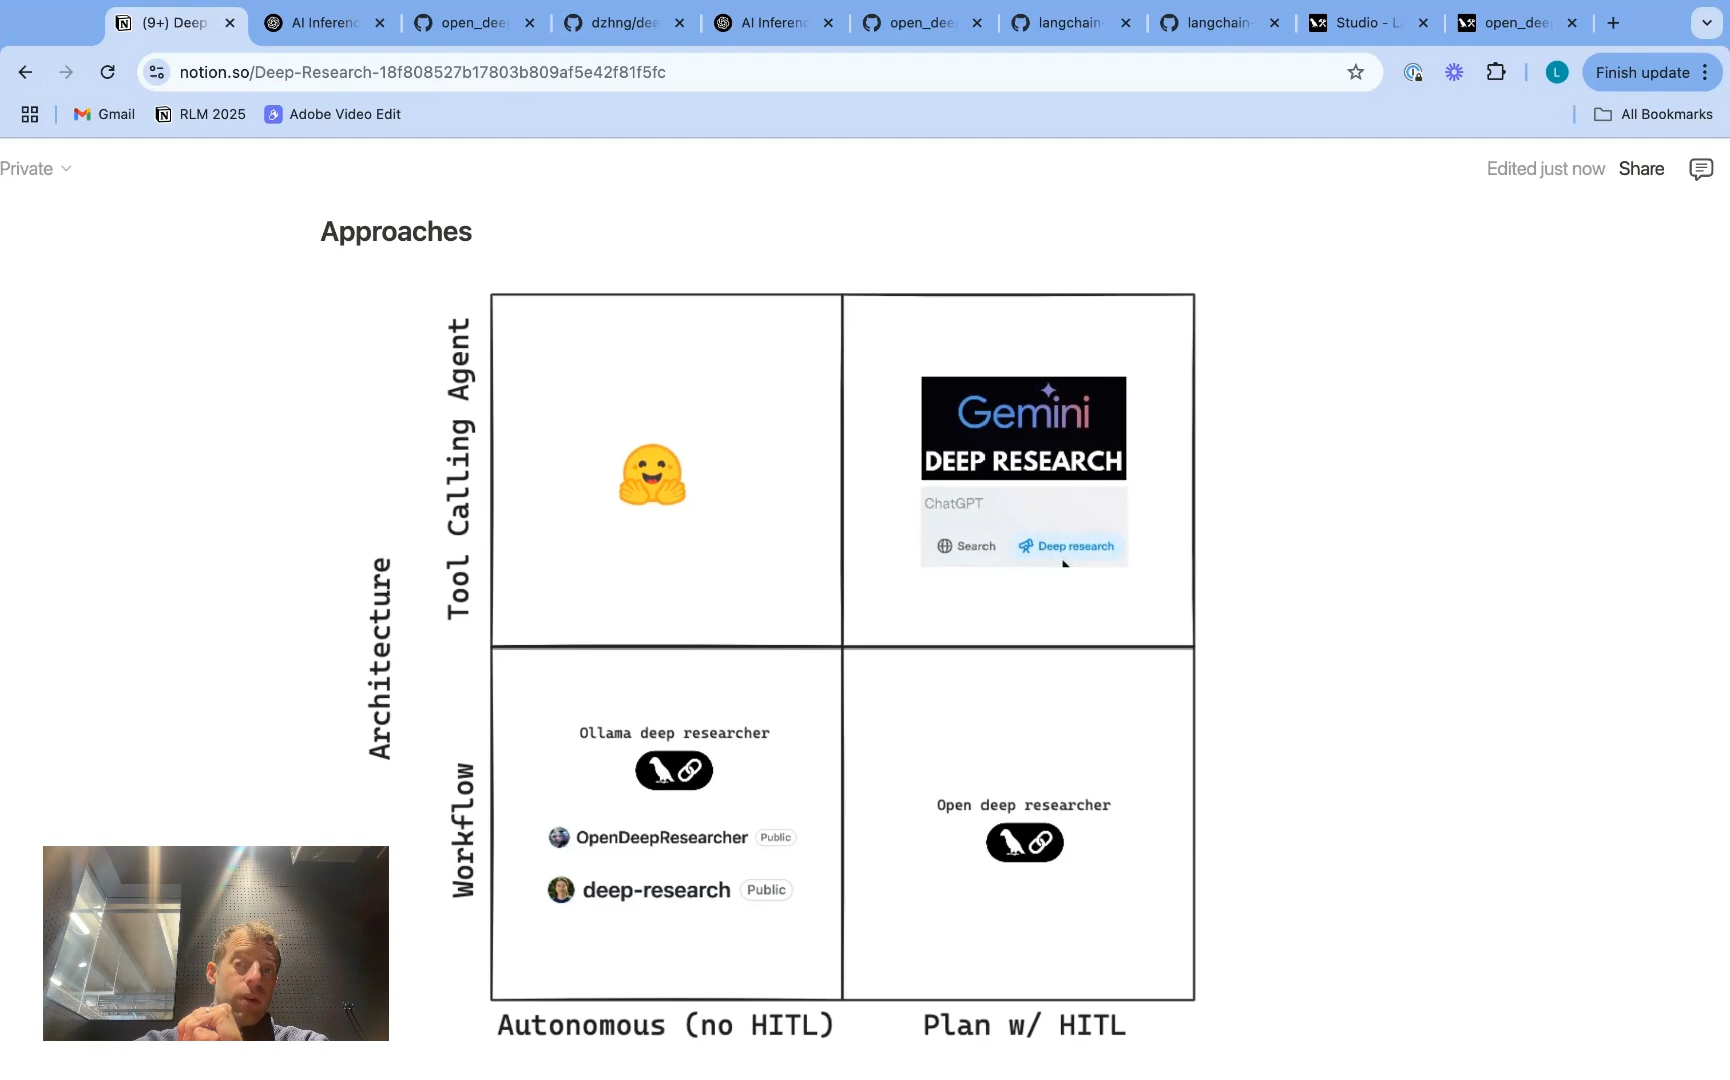 (9+) Deep
AI Inferenc
open_deep
dzhng/dee
AI Inferenc
open_deep
langchain-
langchain-
Studio - L
open_deep
notion.so/Deep-Research-18f808527b17803b809af5e42f81f5fc
L
Finish update
Gmail
RLM 2025
Adobe Video Edit
All Bookmarks
Private
Edited just now
Share
Approaches
Architecture
Tool Calling Agent
Workflow
Gemini
DEEP RESEARCH
ChatGPT
Search
Deep research
Ollama deep researcher
OpenDeepResearcher Public
deep-research Public
Open deep researcher
Autonomous (no HITL)
Plan w/ HITL